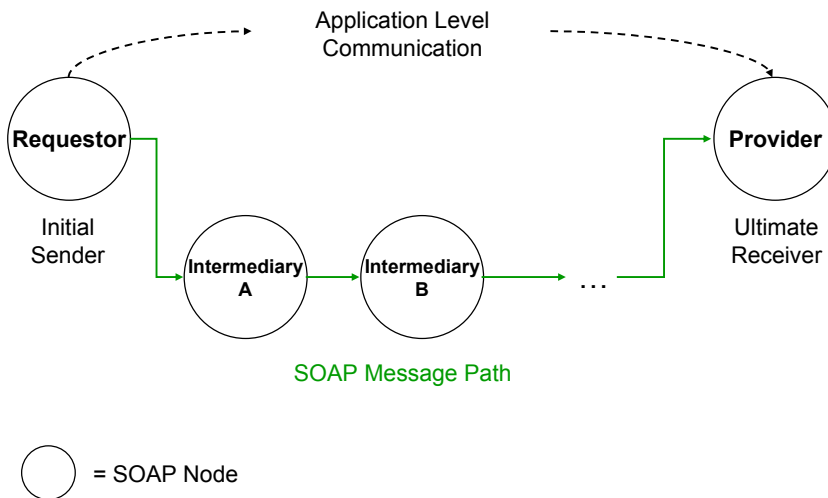 Application Level
Communication
Requestor
Provider
Initial
Sender
Ultimate
Receiver
Intermediary
A
Intermediary
B
...
SOAP Message Path
= SOAP Node